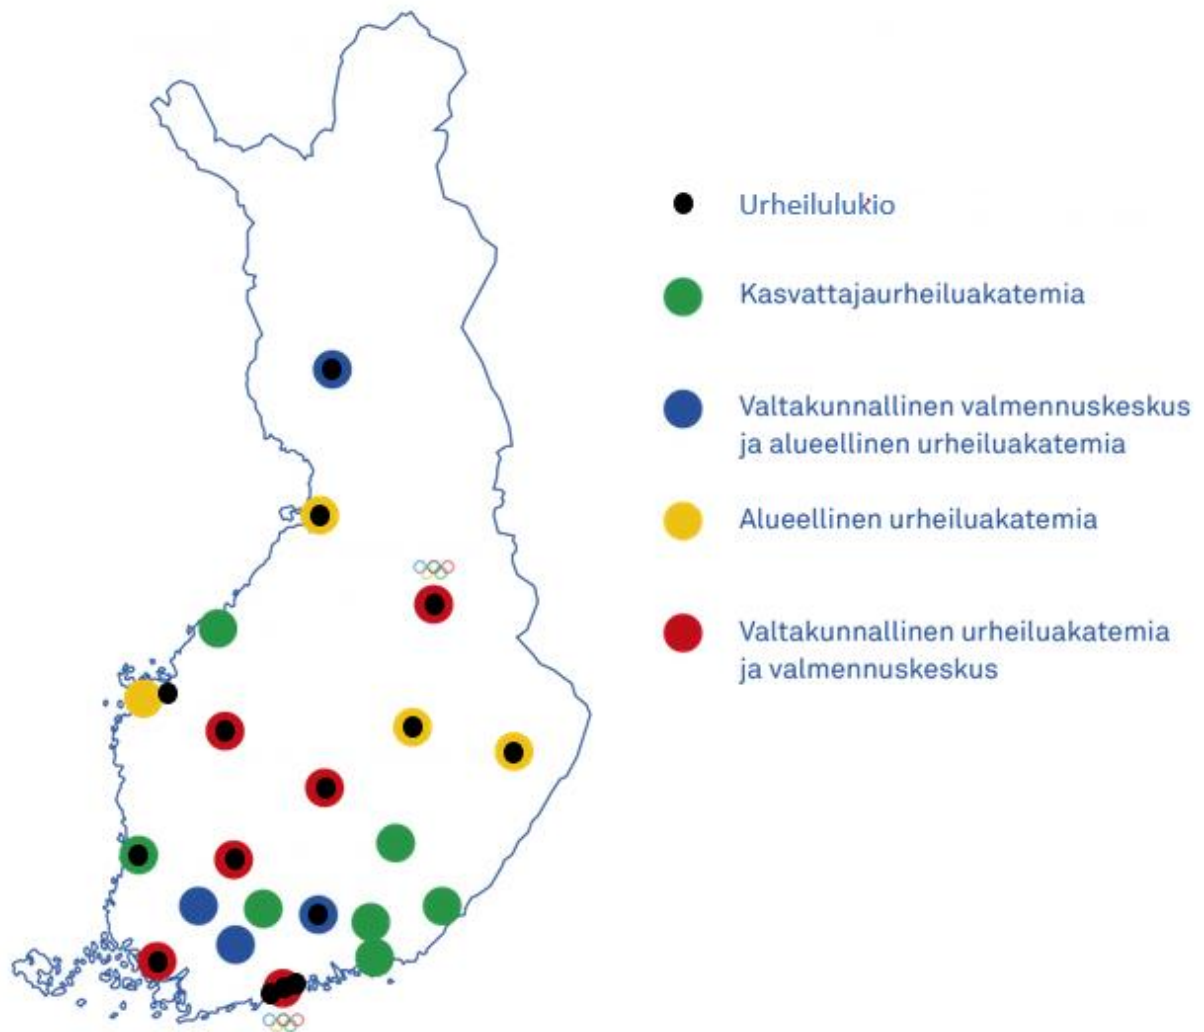 Urheilulukio
Kasvattajaurheiluakatemia
Valtakunnallinen valmennuskeskus
ja alueellinen urheiluakatemia
Alueellinen urheiluakatemia
Valtakunnallinen urheiluakatemia
ja valmennuskeskus